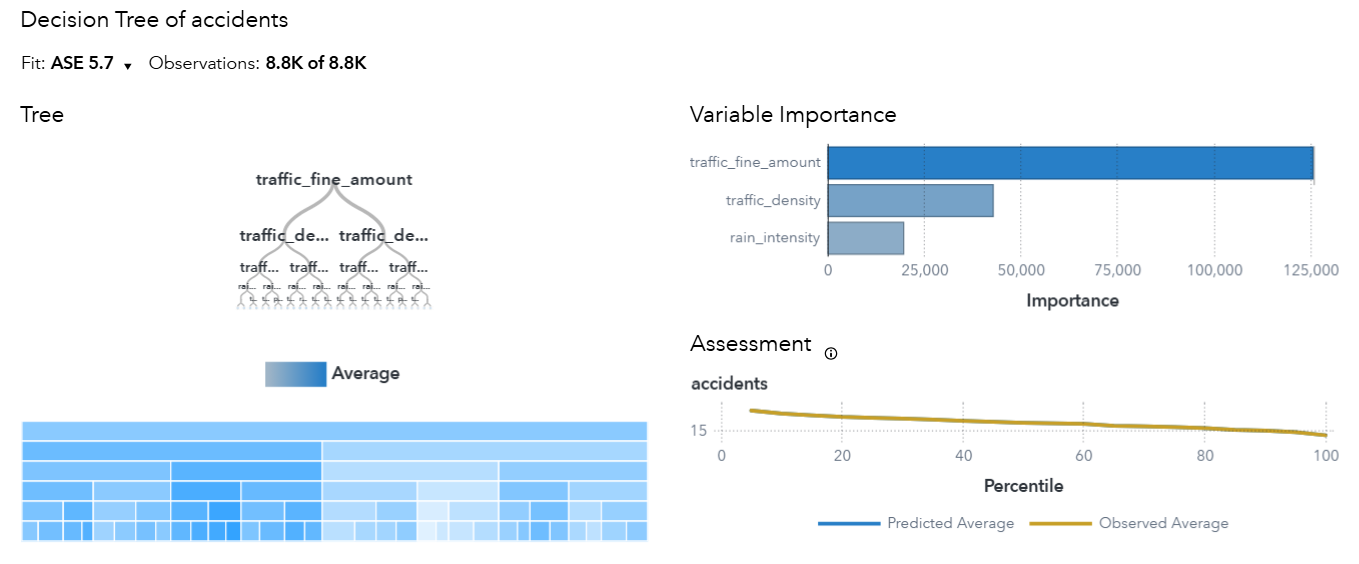 Decision Tree of accidents
Fit: ASE 5.7 Observations: 8.8K of 8.8K
Tree
traffic_fine_amount
traffic_de... traffic_de...
traff... traff... traff... traff...
rai... rai... rai... rai... rai... rai... rai... rai...
Average
Variable Importance
traffic_fine_amount
traffic_density
rain_intensity
0 25,000 50,000 75,000 100,000 125,000
Importance
Assessment
accidents
15
0 20 40 60 80 100
Percentile
Predicted Average Observed Average